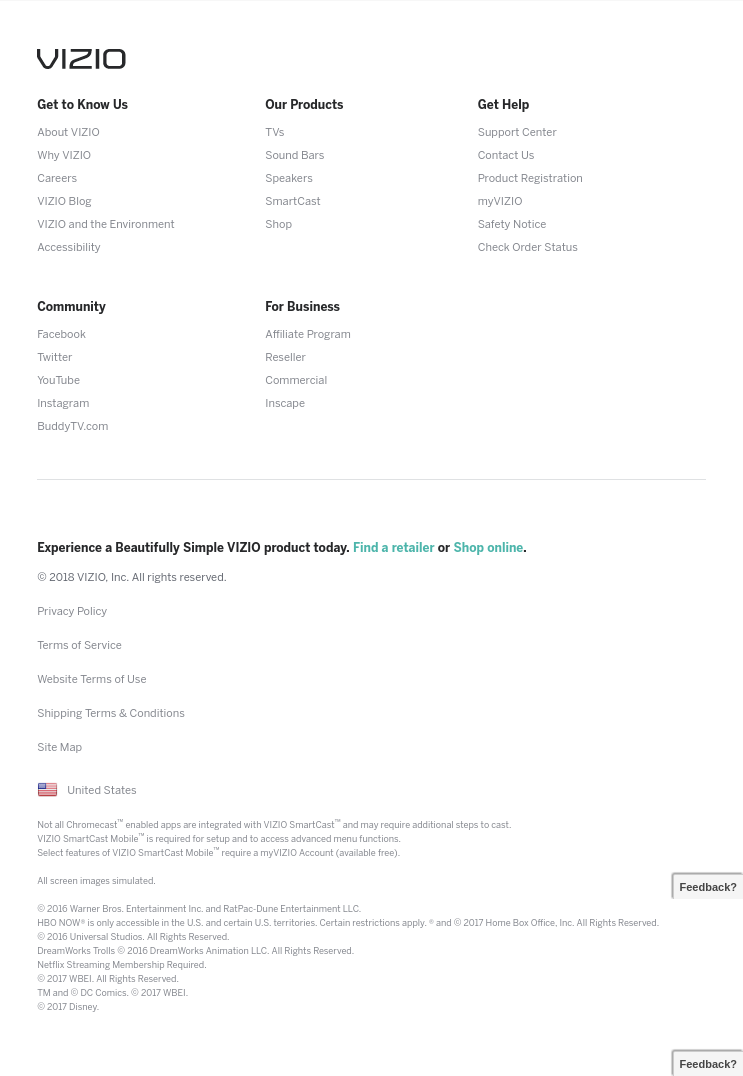 VIZIO
Get to Know Us
About VIZIO
Why VIZIO
Careers
VIZIO Blog
VIZIO and the Environment
Accessibility
Our Products
TVs
Sound Bars
Speakers
SmartCast
Shop
Get Help
Support Center
Contact Us
Product Registration
myVIZIO
Safety Notice
Check Order Status
Community
Facebook
Twitter
YouTube
Instagram
BuddyTV.com
For Business
Affiliate Program
Reseller
Commercial
Inscape
Experience a Beautifully Simple VIZIO product today. Find a retailer or Shop online.
© 2018 VIZIO, Inc. All rights reserved.
Privacy Policy
Terms of Service
Website Terms of Use
Shipping Terms & Conditions
Site Map
United States
Not all Chromecast™ enabled apps are integrated with VIZIO SmartCast™ and may require additional steps to cast.
VIZIO SmartCast Mobile™ is required for setup and to access advanced menu functions.
Select features of VIZIO SmartCast Mobile™ require a myVIZIO Account (available free).
All screen images simulated.
Feedback?
© 2016 Warner Bros. Entertainment Inc. and RatPac-Dune Entertainment LLC.
HBO NOW® is only accessible in the U.S. and certain U.S. territories. Certain restrictions apply. ® and © 2017 Home Box Office, Inc. All Rights Reserved.
© 2016 Universal Studios. All Rights Reserved.
DreamWorks Trolls © 2016 DreamWorks Animation LLC. All Rights Reserved.
Netflix Streaming Membership Required.
© 2017 WBEI. All Rights Reserved.
TM and © DC Comics. © 2017 WBEI.
© 2017 Disney.
Feedback?